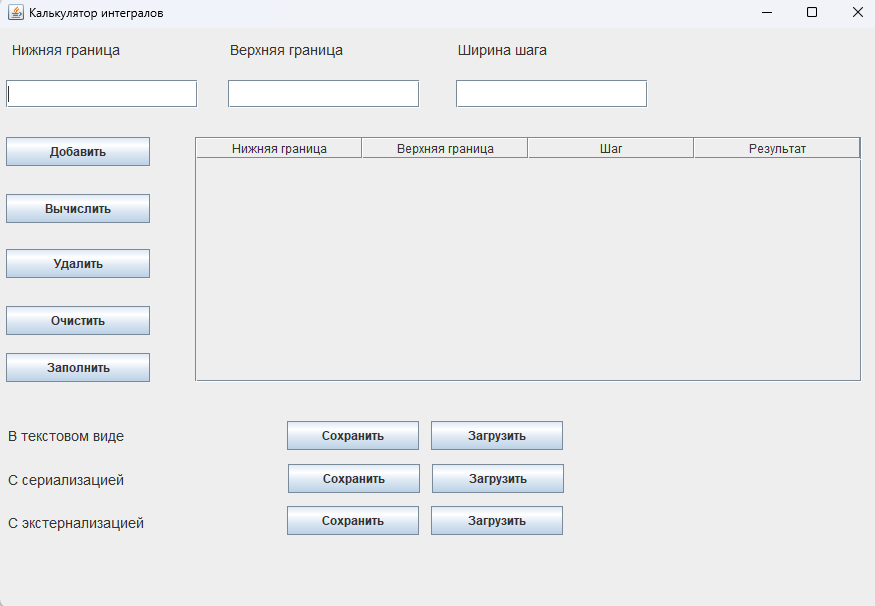 Калькулятор интегралов
Нижняя граница Верхняя граница Ширина шага
Добавить
Нижняя граница Верхняя граница Шаг Результат
Вычислить
Удалить
Очистить
Заполнить
В текстовом виде Сохранить Загрузить
С сериализацией Сохранить Загрузить
С экстернализацией Сохранить Загрузить